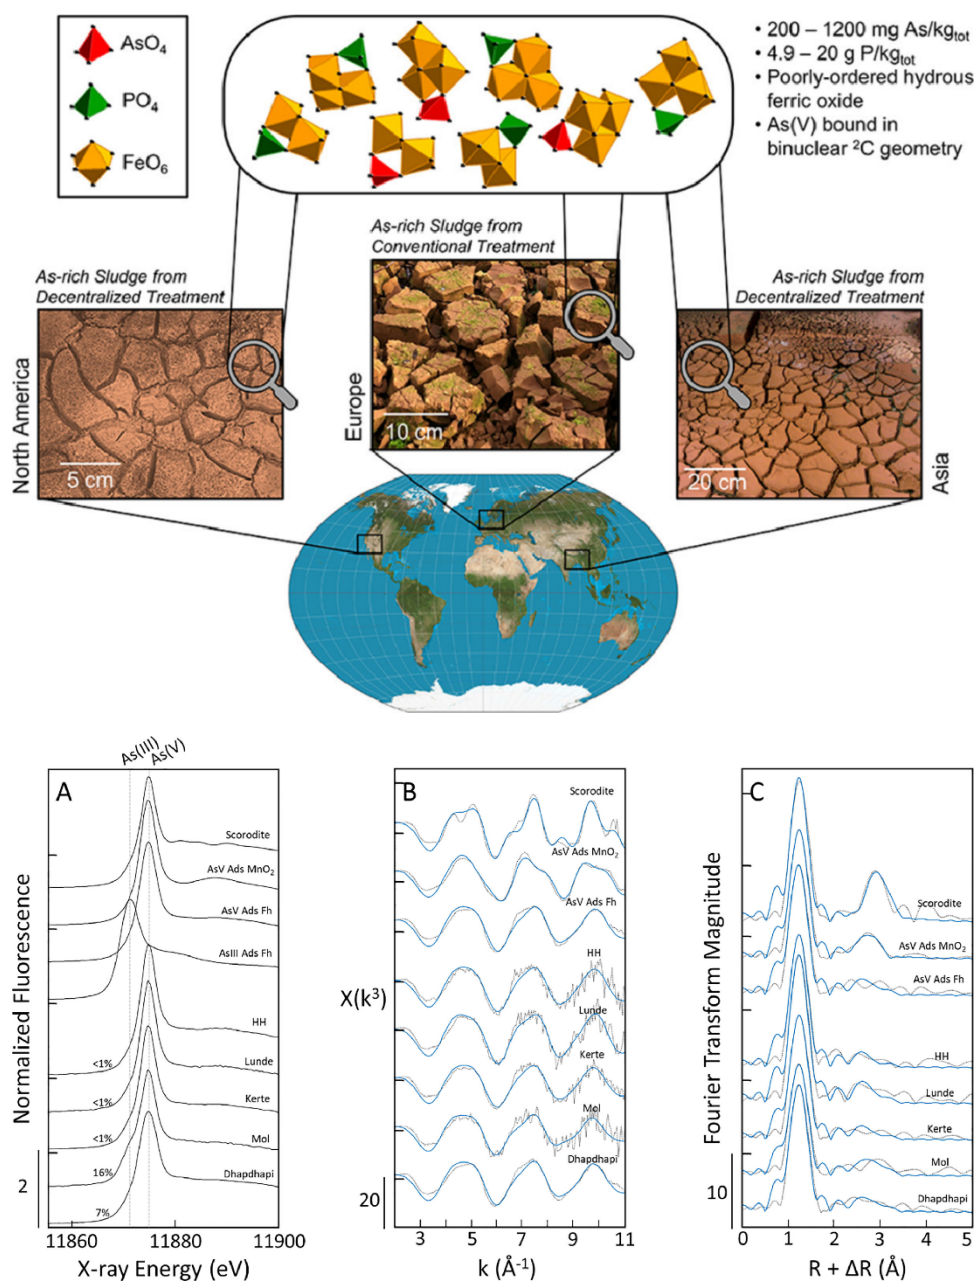 AsO₄
PO₄
FeO₆
• 200 – 1200 mg As/kgtot
• 4.9 – 20 g P/kgtot
• Poorly-ordered hydrous
ferric oxide
• As(V) bound in
binuclear ²C geometry
As-rich Sludge from
Decentralized Treatment
As-rich Sludge from
Conventional Treatment
As-rich Sludge from
Decentralized Treatment
North America
5 cm
Europe
10 cm
20 cm
Asia
As(III)
As(V)
A
Normalized Fluorescence
Scorodite
AsV Ads MnO₂
AsV Ads Fh
AsIII Ads Fh
HH
<1%
Lunde
<1%
Kerte
<1%
Mol
16%
Dhapdhapi
7%
2
11860
11880
11900
X-ray Energy (eV)
B
X(k³)
Scorodite
AsV Ads MnO₂
AsV Ads Fh
HH
Lunde
Kerte
Mol
Dhapdhapi
20
3
5
7
9
11
k (Å⁻¹)
C
Fourier Transform Magnitude
Scorodite
AsV Ads MnO₂
AsV Ads Fh
HH
Lunde
Kerte
Mol
Dhapdhapi
10
0
1
2
3
4
5
R + ΔR (Å)